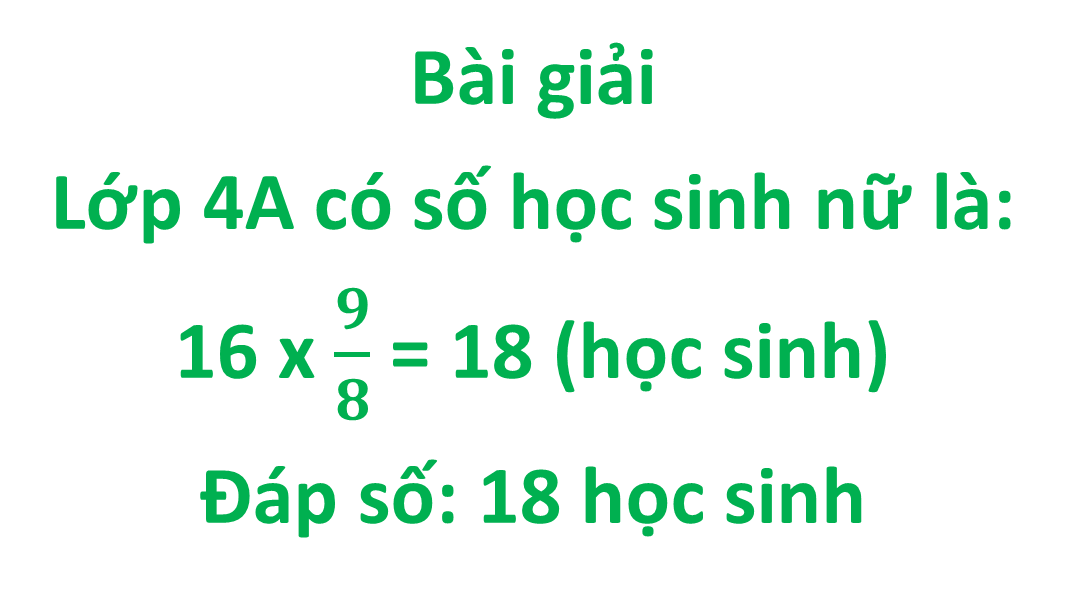 Bài giải
Lớp 4A có số học sinh nữ là:
16 x 9/8 = 18 (học sinh)
Đáp số: 18 học sinh